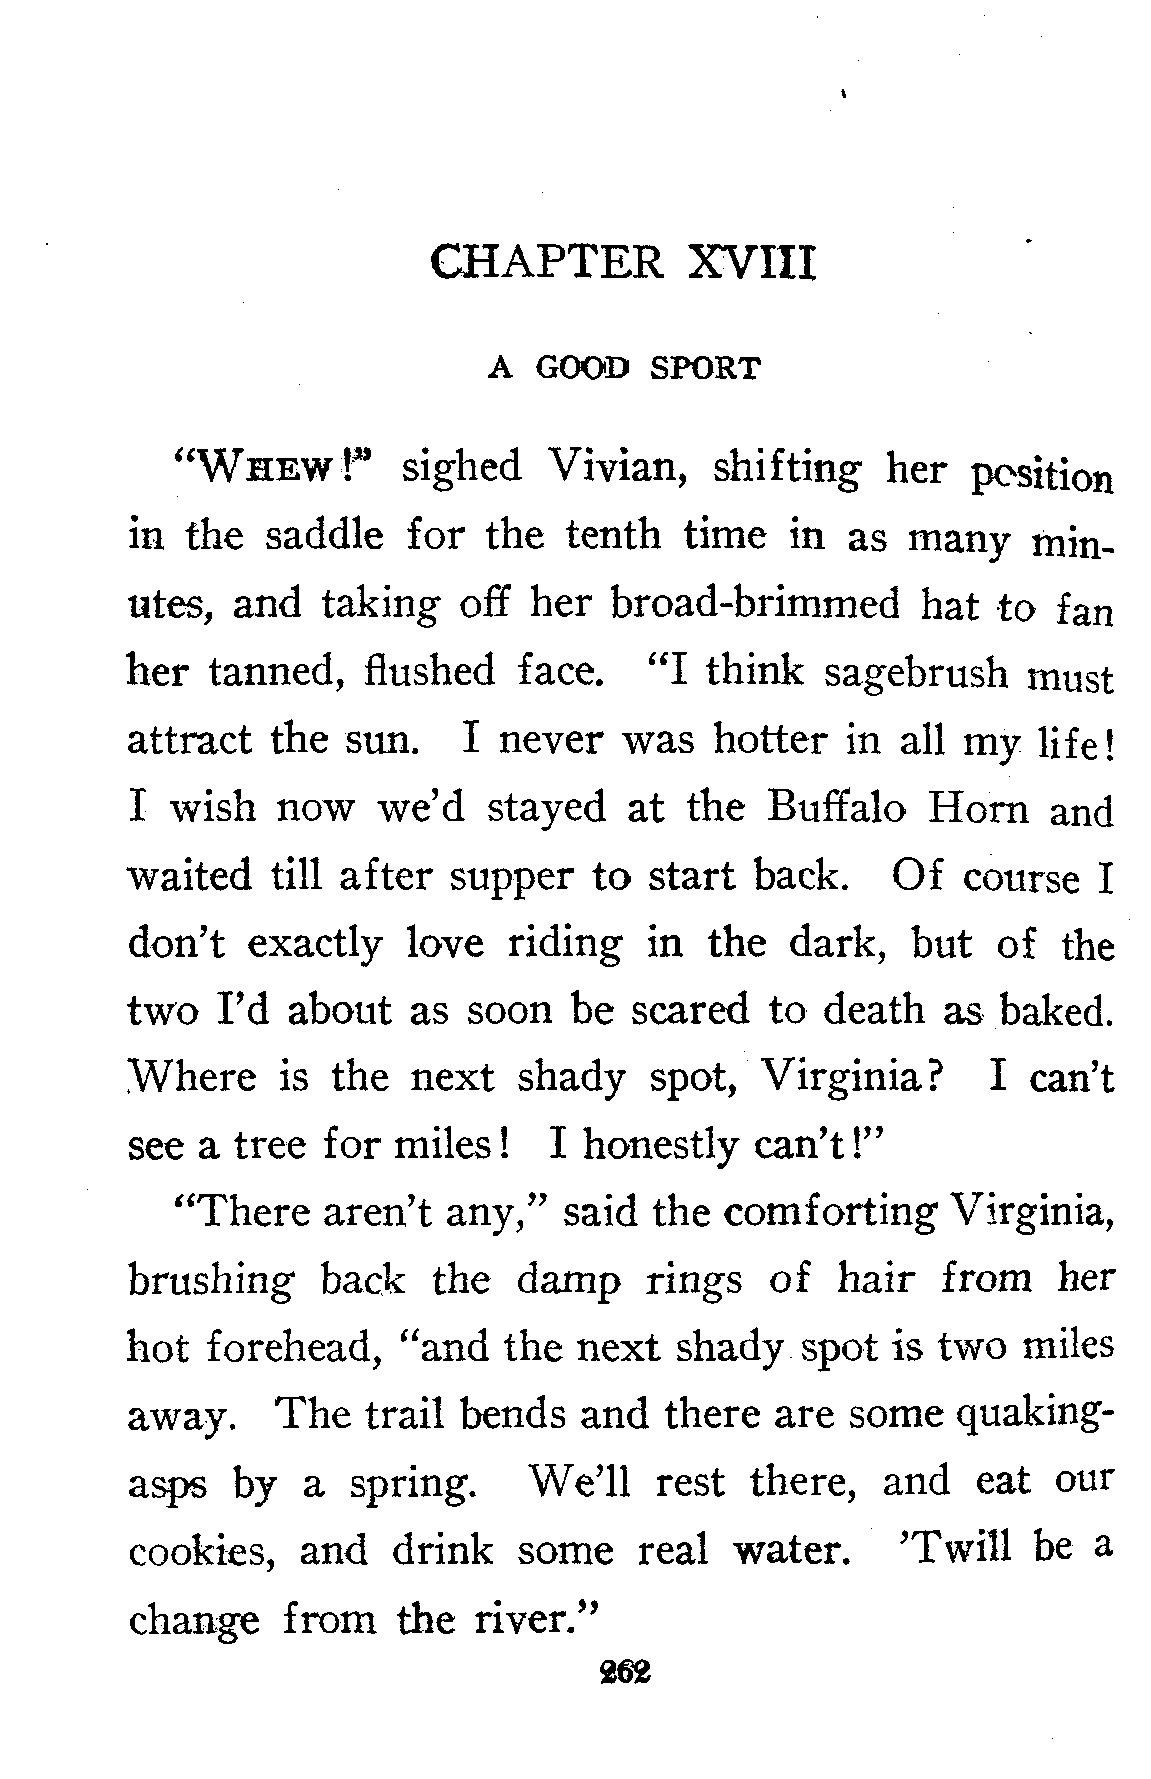 CHAPTER XVIII
A GOOD SPORT
“WHEW!” sighed Vivian, shifting her position
in the saddle for the tenth time in as many min-
utes, and taking off her broad-brimmed hat to fan
her tanned, flushed face. “I think sagebrush must
attract the sun. I never was hotter in all my life!
I wish now we’d stayed at the Buffalo Horn and
waited till after supper to start back. Of course I
don’t exactly love riding in the dark, but of the
two I’d about as soon be scared to death as baked.
Where is the next shady spot, Virginia? I can’t
see a tree for miles! I honestly can’t!”
“There aren’t any,” said the comforting Virginia,
brushing back the damp rings of hair from her
hot forehead, “and the next shady spot is two miles
away. The trail bends and there are some quaking-
asps by a spring. We’ll rest there, and eat our
cookies, and drink some real water. ’Twill be a
change from the river.”
262